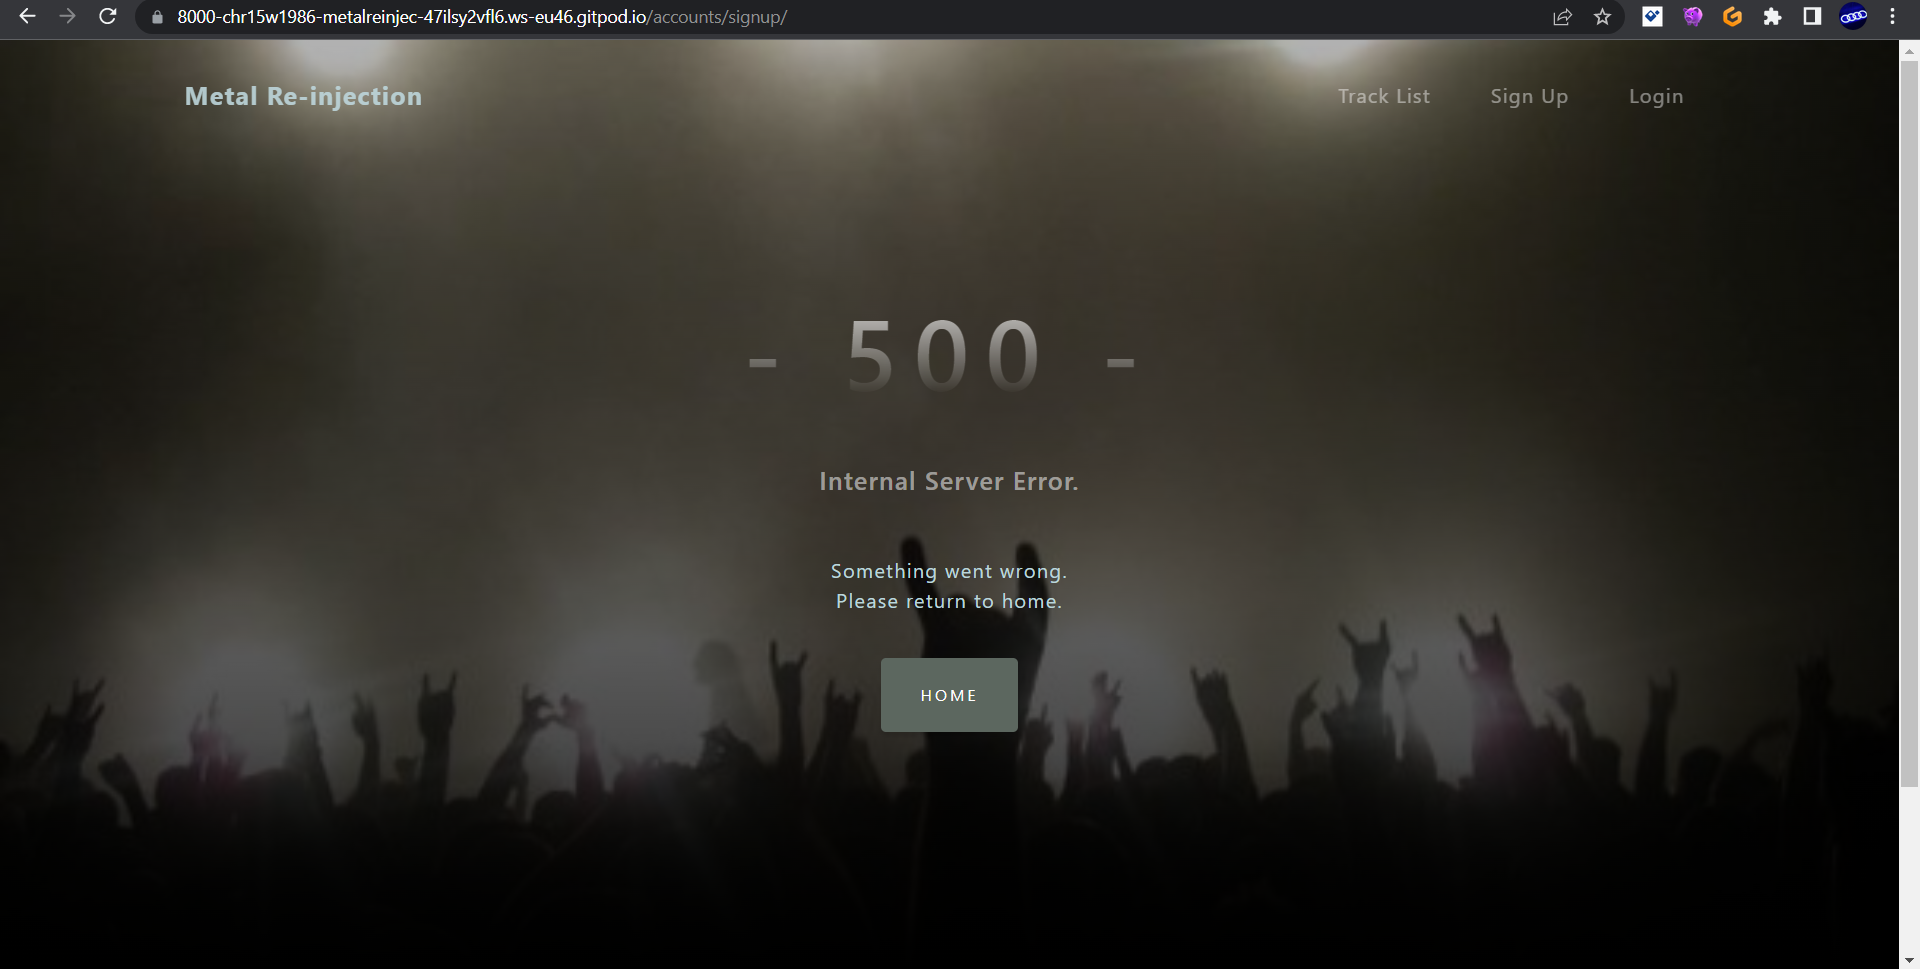 8000-chr15w1986-metalreinjec-47ilsy2vfl6.ws-eu46.gitpod.io/accounts/signup/
Metal Re-injection
Track List
Sign Up
Login
- 500 -
Internal Server Error.
Something went wrong.
Please return to home.
HOME